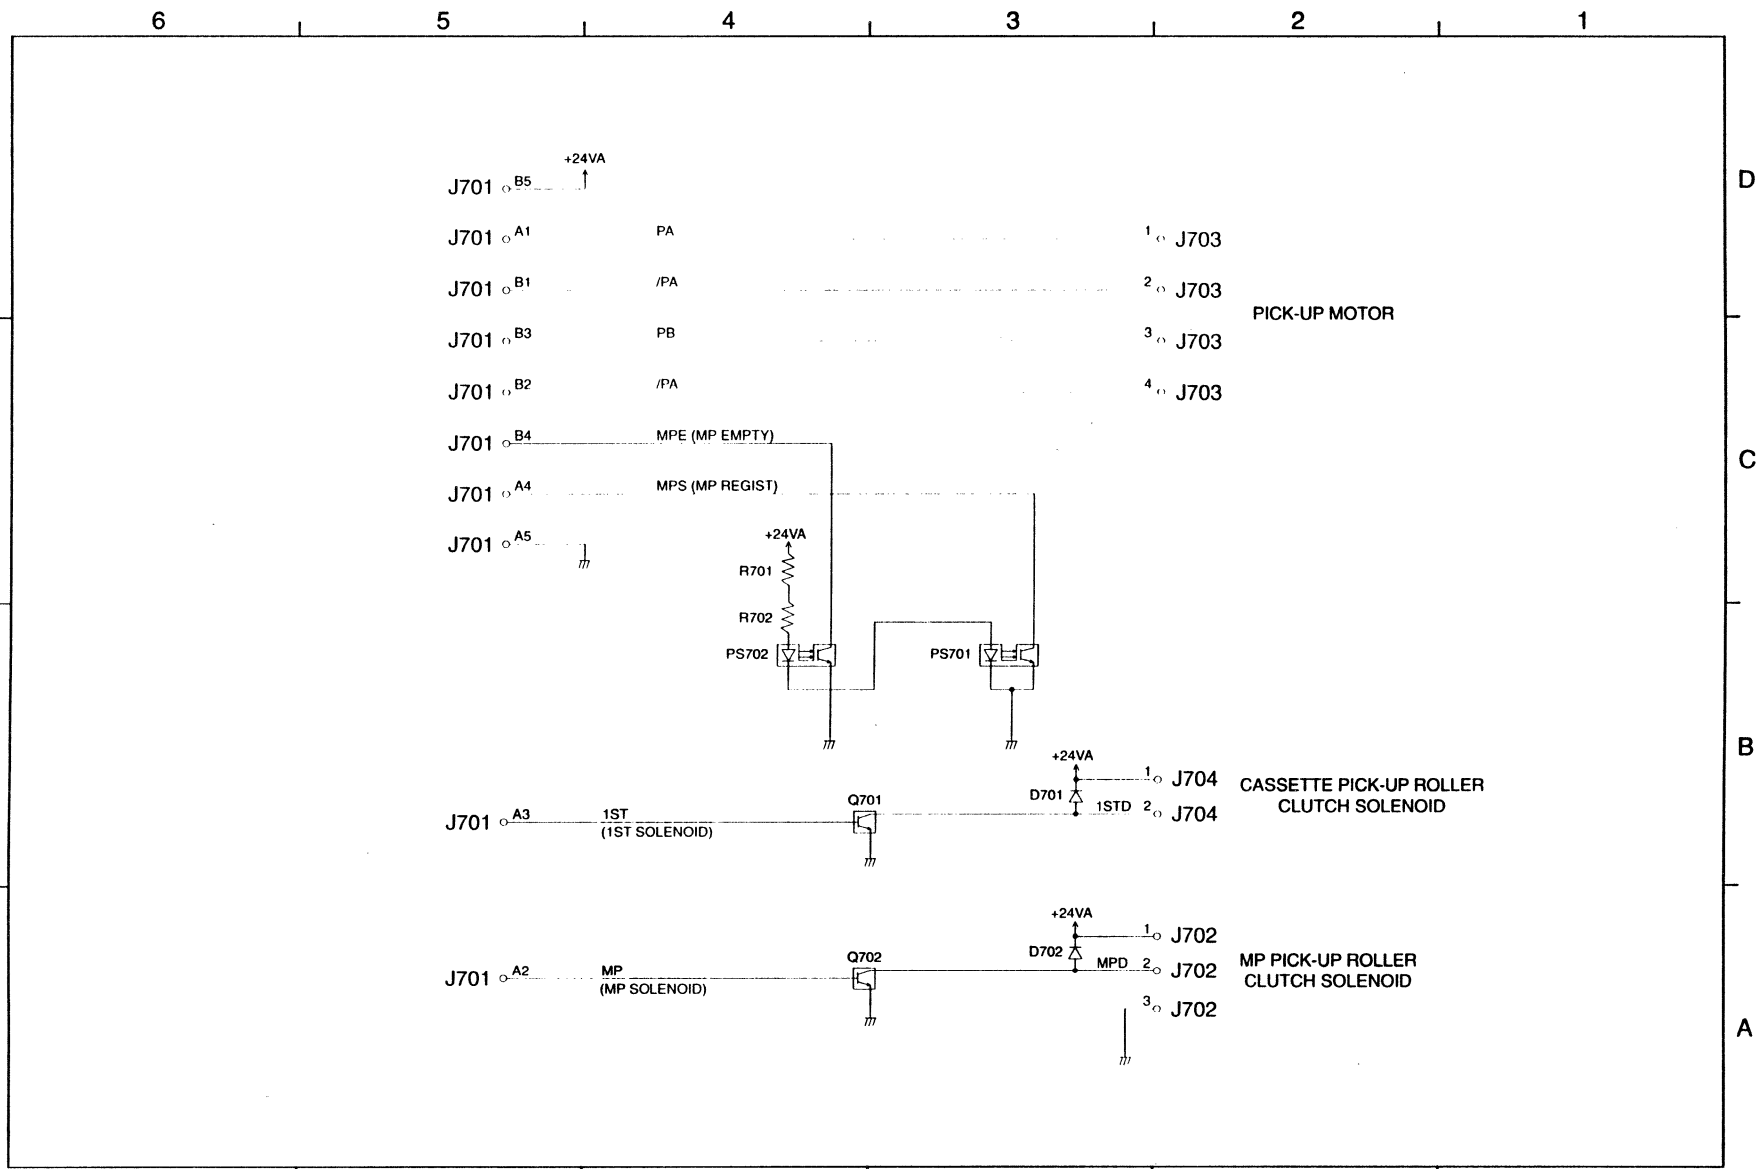 6 5 4 3 2 1
+24VA
J701 B5
D
J701 A1 PA 1 J703
J701 B1 /PA 2 J703
PICK-UP MOTOR
J701 B3 PB 3 J703
J701 B2 /PA 4 J703
J701 B4 MPE (MP EMPTY)
C
J701 A4 MPS (MP REGIST)
J701 A5
+24VA
R701
R702
PS702 PS701
B
+24VA
1 J704
CASSETTE PICK-UP ROLLER
CLUTCH SOLENOID
D701
Q701
1STD 2 J704
J701 A3 1ST
(1ST SOLENOID)
+24VA
1 J702
D702
Q702
MPD 2 J702
MP PICK-UP ROLLER
CLUTCH SOLENOID
J701 A2 MP
(MP SOLENOID)
3 J702
A